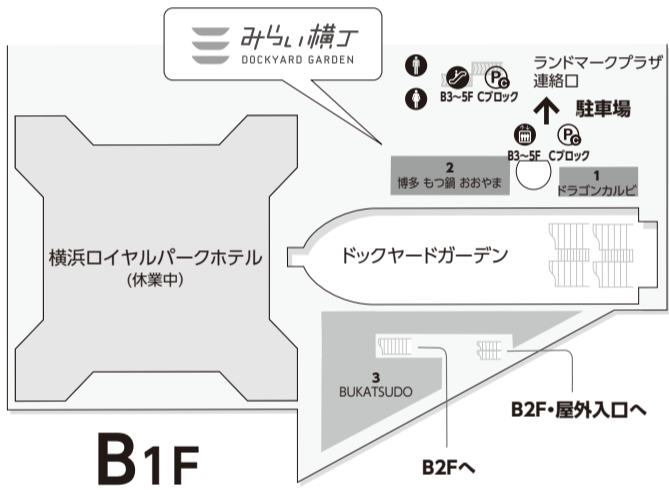 みらい横丁
DOCKYARD GARDEN
B3~5F Cブロック
ランドマークプラザ
連絡口
駐車場
B3~5F Cブロック
2
博多 もつ鍋 おおやま
1
ドラゴンカルビ
横浜ロイヤルパークホテル
(休業中)
ドックヤードガーデン
3
BUKATSUDO
B2F・屋外入口へ
B2Fへ
B1F